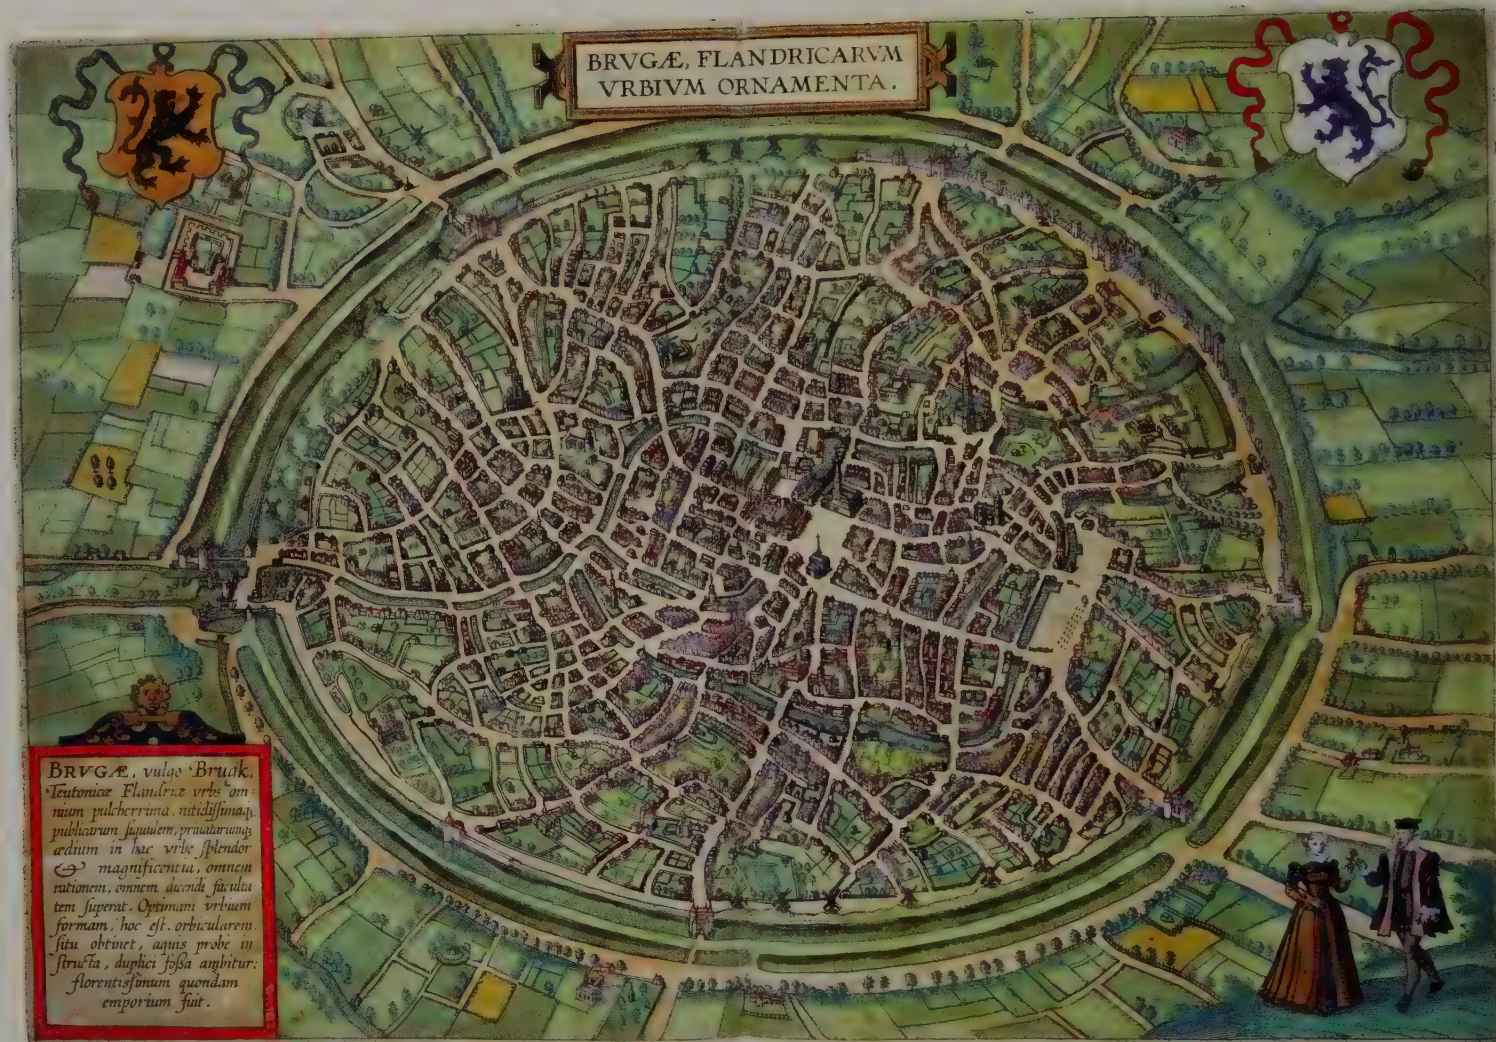 BRVGÆ, FLANDRICARVM
VRBIVM ORNAMENTA.
BRVGÆ, vulgo Brugk,
Teutonicæ Flandriæ vrbs om-
nium pulcherrima, nitidißimaq₃,
publicarum siquidem, priuatarumq₃
ædium in hac vrbe splendor
& magnificentia, omnem
rationem, omnem dicendi faculta
tem superat. Optimam vrbium
formam, hoc est, orbicularem
situ obtinet, aquis probe in
structa, duplici foßa ambitur;
florentissimum quondam
emporium fuit.